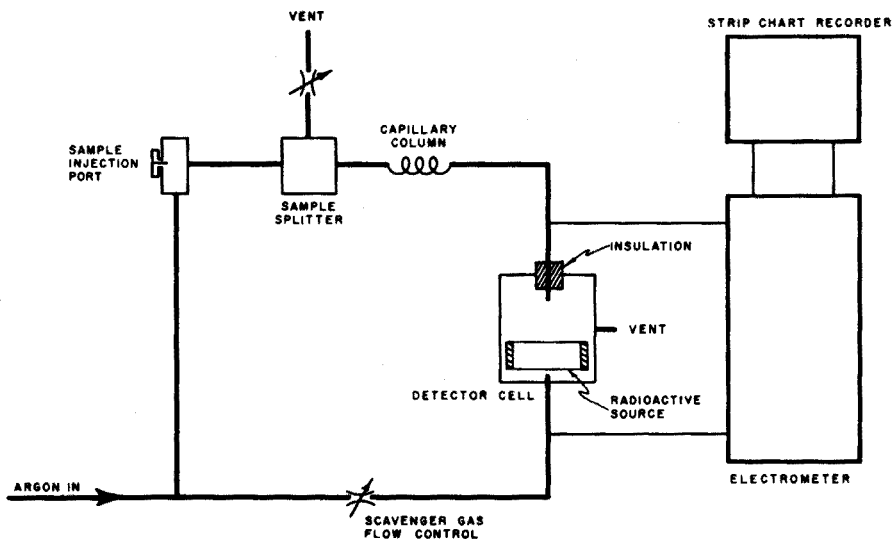 VENT
STRIP CHART RECORDER
CAPILLARY
COLUMN
SAMPLE
INJECTION
PORT
SAMPLE
SPLITTER
INSULATION
VENT
DETECTOR CELL
RADIOACTIVE
SOURCE
ELECTROMETER
ARGON IN
SCAVENGER GAS
FLOW CONTROL